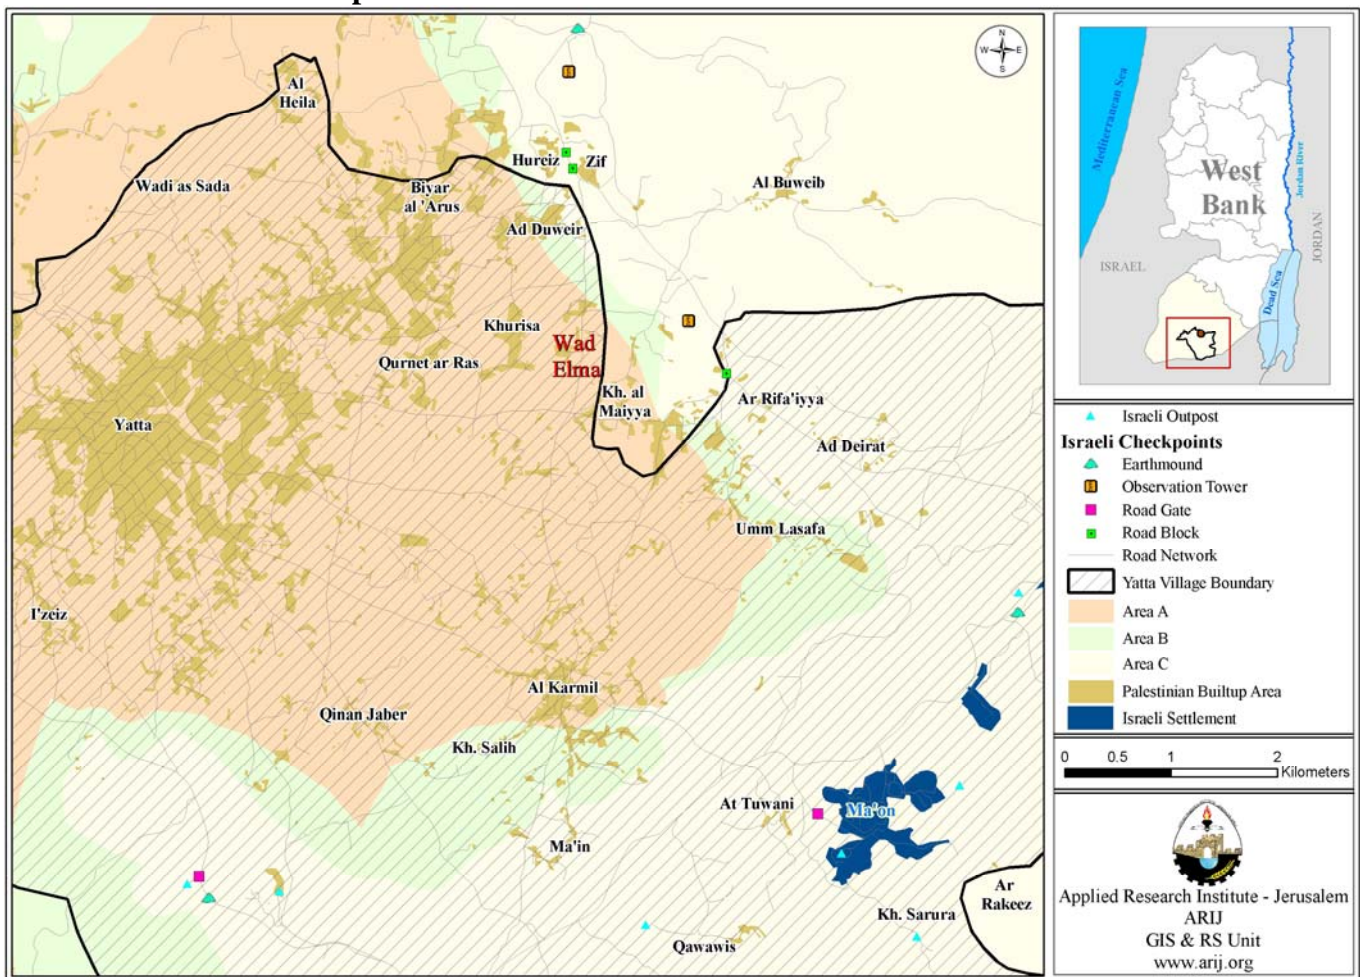 N
W E
S
Al
Heila
Hureiz
Zif
Wadi as Sada
Biyar
al 'Arus
Al Buweib
Ad Duweir
Khurisa
Wad
Elma
Qurnet ar Ras
Kh. al
Maiyya
Ar Rifa'iyya
Yatta
Ad Deirat
Umm Lasafa
I'zeiz
Al Karmil
Qinan Jaber
Kh. Salih
At Tuwani
Ma'on
Ma'in
Ar
Rakeez
Kh. Sarura
Qawawis
Mediterranean Sea
West
Bank
Jordan River
JORDAN
ISRAEL
Dead Sea
Israeli Outpost
Israeli Checkpoints
Earthmound
Observation Tower
Road Gate
Road Block
Road Network
Yatta Village Boundary
Area A
Area B
Area C
Palestinian Builtup Area
Israeli Settlement
0 0.5 1 2
Kilometers
Applied Research Institute - Jerusalem
ARIJ
GIS & RS Unit
www.arij.org